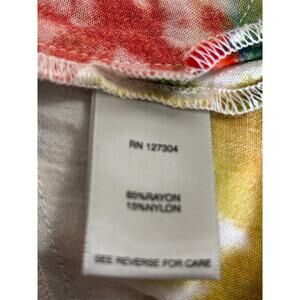 RN 127304
85%RAYON
15%NYLON
SEE REVERSE FOR CARE